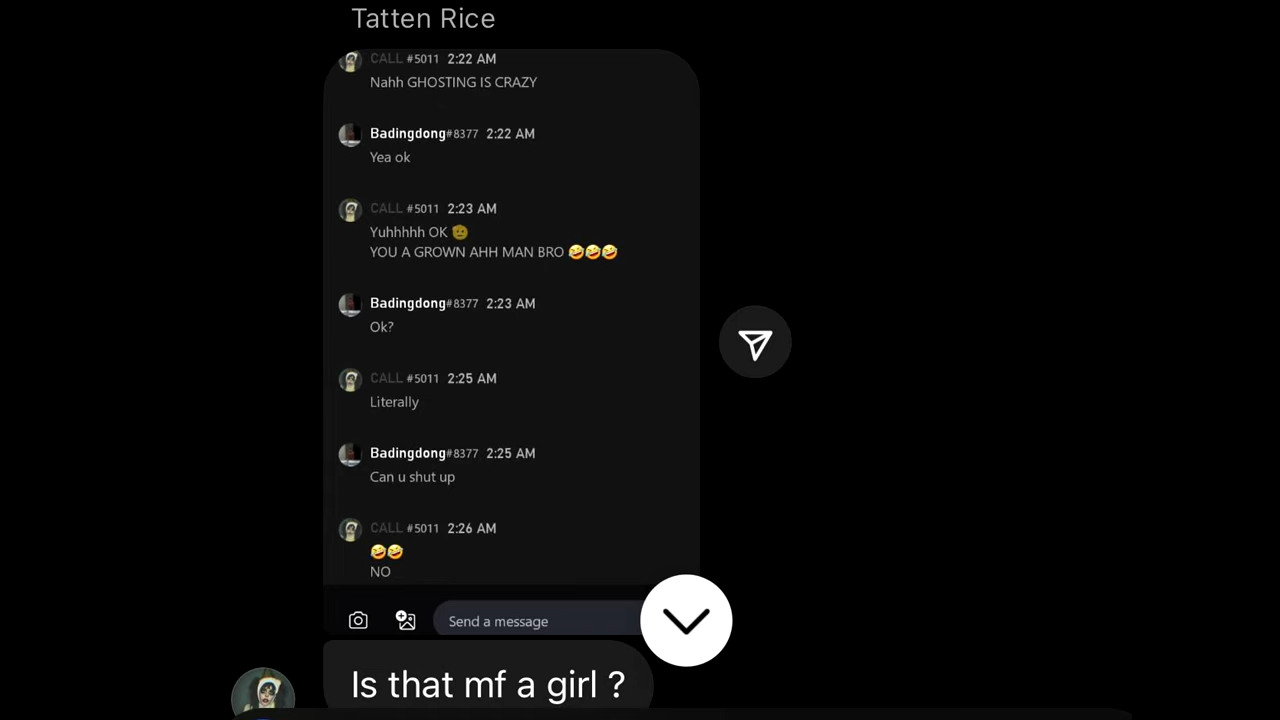 Tatten Rice
CALL #5011 2:22 AM
Nahh GHOSTING IS CRAZY
Badingdong#8377 2:22 AM
Yea ok
CALL #5011 2:23 AM
Yuhhhhh OK 🫡
YOU A GROWN AHH MAN BRO 🤣🤣🤣
Badingdong#8377 2:23 AM
Ok?
CALL #5011 2:25 AM
Literally
Badingdong#8377 2:25 AM
Can u shut up
CALL #5011 2:26 AM
🤣🤣
NO
Send a message
Is that mf a girl ?